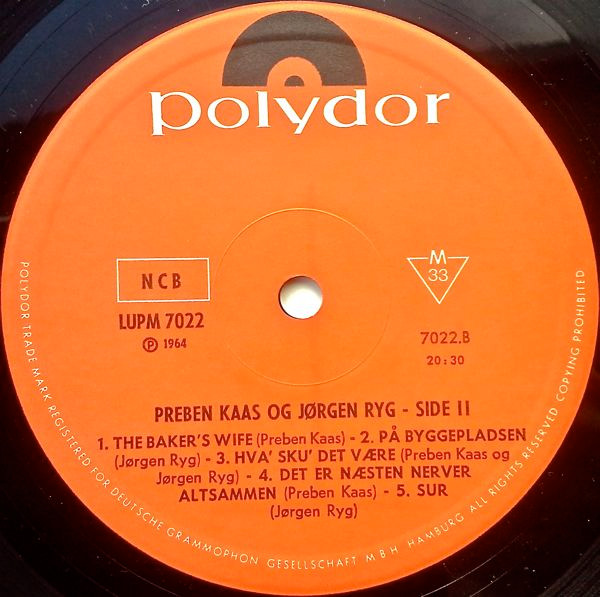 polydor
NCB
LUPM 7022
Ⓟ 1964
M
33
7022.B
20:30
PREBEN KAAS OG JØRGEN RYG - SIDE II
1. THE BAKER'S WIFE (Preben Kaas) - 2. PÅ BYGGEPLADSEN
(Jørgen Ryg) - 3. HVA' SKU' DET VÆRE (Preben Kaas og
Jørgen Ryg) - 4. DET ER NÆSTEN NERVER
ALTSAMMEN (Preben Kaas) - 5. SUR
(Jørgen Ryg)
POLYDOR TRADE MARK REGISTERED FOR DEUTSCHE GRAMMOPHON GESELLSCHAFT MBH HAMBURG ALL RIGHTS RESERVED COPYING PROHIBITED